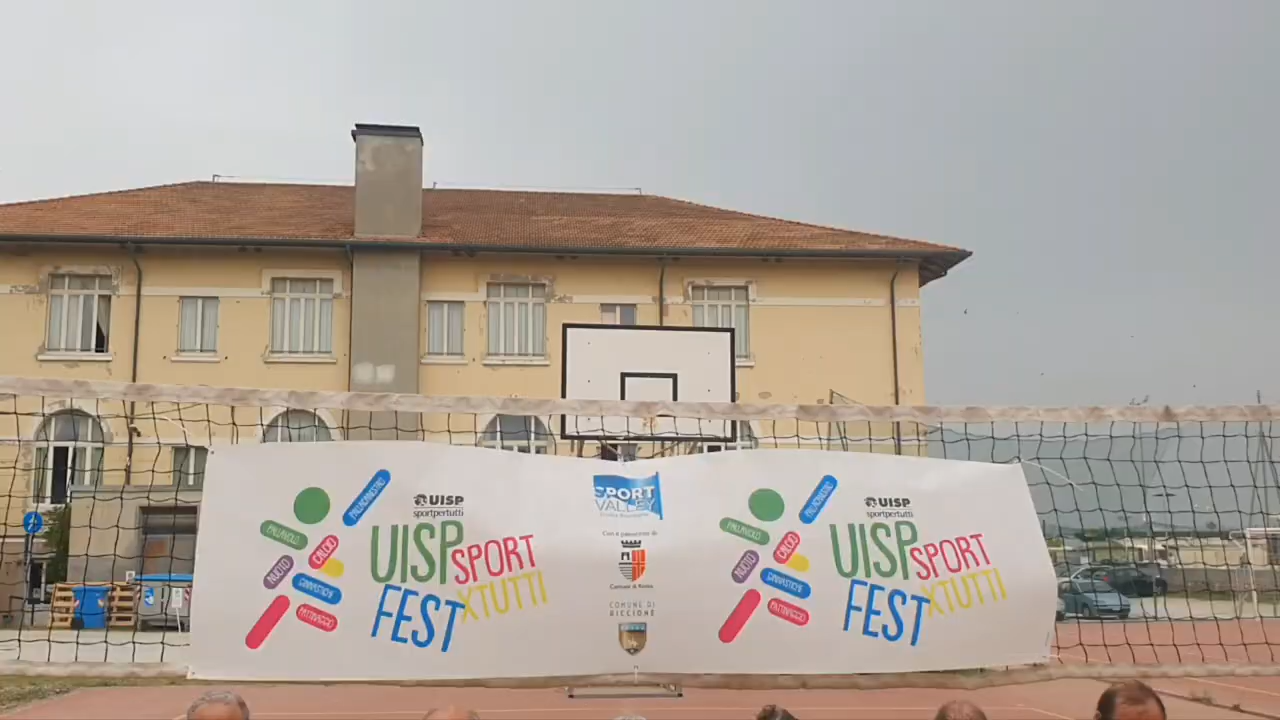 PALLACANESTRO
PALLAVOLO
CALCIO
NUOTO
GINNASTICHE
PATTINAGGIO
UISP
sportpertutti
UISP SPORT
FEST XTUTTI
SPORT
VALLEY
Con il patrocinio di
Comune di Rimini
COMUNE DI
RICCIONE
PALLACANESTRO
PALLAVOLO
CALCIO
NUOTO
GINNASTICHE
PATTINAGGIO
UISP
sportpertutti
UISP SPORT
FEST XTUTTI